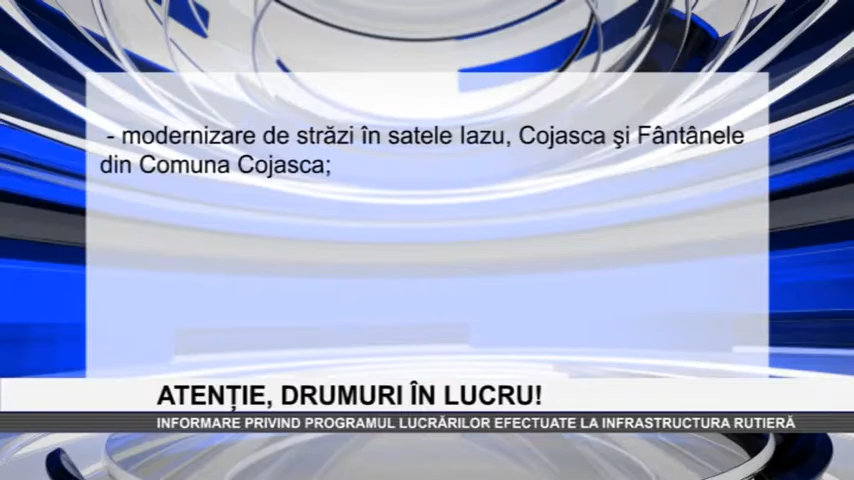 - modernizare de străzi în satele Iazu, Cojasca şi Fântânele
din Comuna Cojasca;
ATENȚIE, DRUMURI ÎN LUCRU!
INFORMARE PRIVIND PROGRAMUL LUCRĂRILOR EFECTUATE LA INFRASTRUCTURA RUTIERĂ